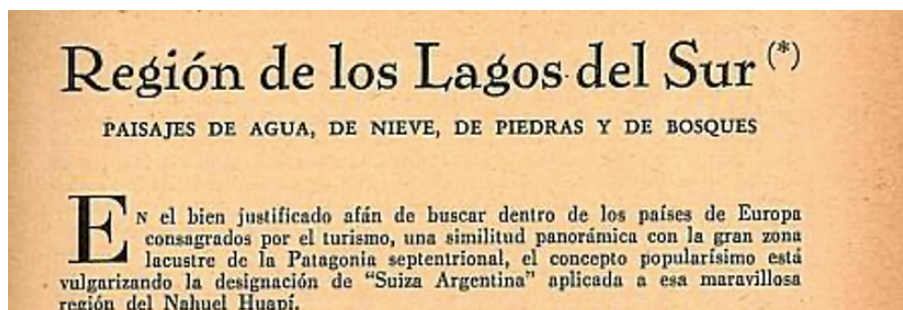 Región de los Lagos del Sur (*)
PAISAJES DE AGUA, DE NIEVE, DE PIEDRAS Y DE BOSQUES
EN el bien justificado afán de buscar dentro de los países de Europa
consagrados por el turismo, una similitud panorámica con la gran zona
lacustre de la Patagonia septentrional, el concepto popularísimo está
vulgarizando la designación de "Suiza Argentina" aplicada a esa maravillosa
región del Nahuel Huapí.